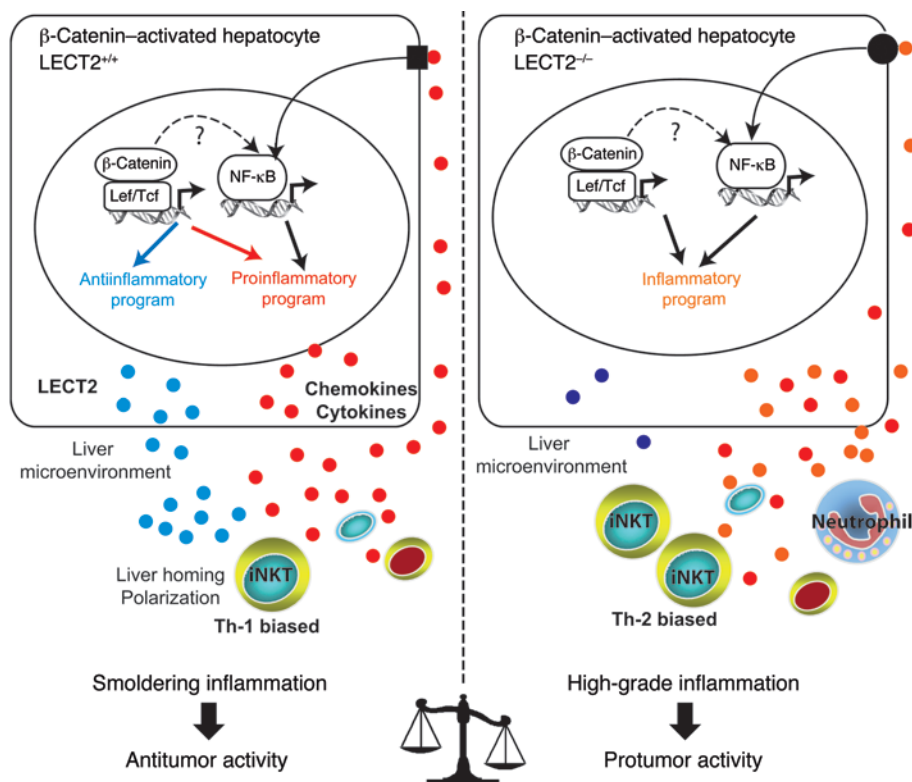 β-Catenin–activated hepatocyte
LECT2+/+
?
β-Catenin
Lef/Tcf
NF-κB
Antiinflammatory
program
Proinflammatory
program
LECT2
Chemokines
Cytokines
Liver
microenvironment
Liver homing
Polarization
iNKT
Th-1 biased
Smoldering inflammation
Antitumor activity
β-Catenin–activated hepatocyte
LECT2–/–
?
β-Catenin
Lef/Tcf
NF-κB
Inflammatory
program
Liver
microenvironment
iNKT
iNKT
Neutrophil
Th-2 biased
High-grade inflammation
Protumor activity